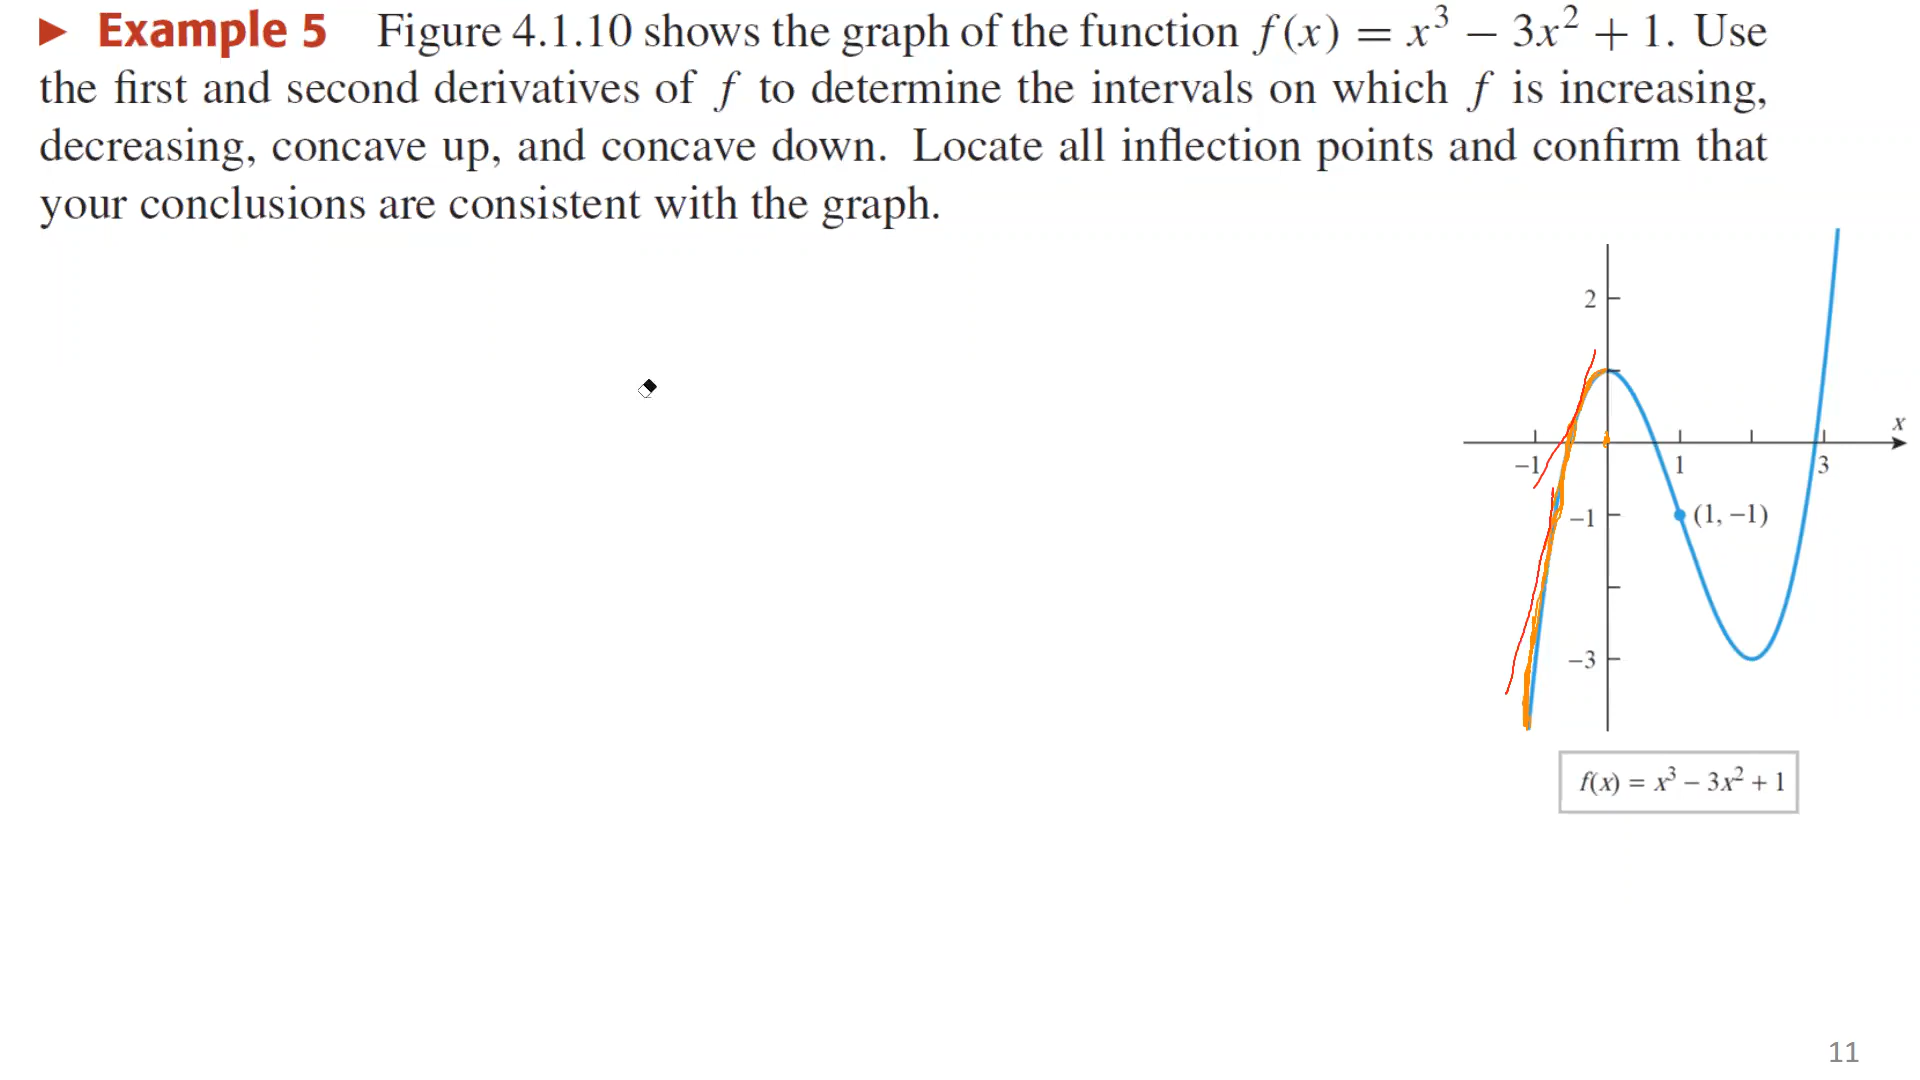 ► Example 5 Figure 4.1.10 shows the graph of the function f(x) = x³ − 3x² + 1. Use
the first and second derivatives of f to determine the intervals on which f is increasing,
decreasing, concave up, and concave down. Locate all inflection points and confirm that
your conclusions are consistent with the graph.
2
x
−1
1
3
−1
(1, −1)
−3
f(x) = x³ − 3x² + 1
11